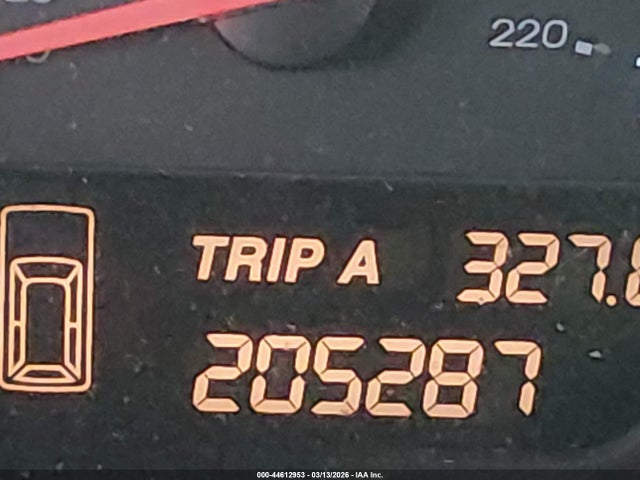 220
TRIP A 327.
205287
000-44612953 - 03/13/2026 - IAA Inc.